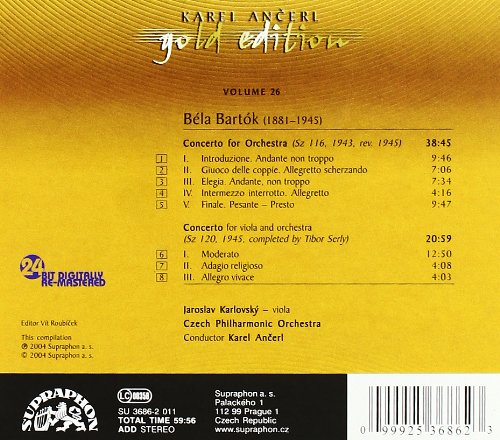 KAREL ANČERL
gold edition
VOLUME 26
Béla Bartók (1881–1945)
Concerto for Orchestra (Sz 116, 1943, rev. 1945) 38:45
1 I. Introduzione. Andante non troppo 9:46
2 II. Giuoco delle coppie. Allegretto scherzando 7:06
3 III. Elegia. Andante, non troppo 7:34
4 IV. Intermezzo interrotto. Allegretto 4:16
5 V. Finale. Pesante – Presto 9:47
Concerto for viola and orchestra
(Sz 120, 1945, completed by Tibor Serly) 20:59
6 I. Moderato 12:50
7 II. Adagio religioso 4:08
8 III. Allegro vivace 4:03
24
BIT DIGITALLY
RE-MASTERED
Jaroslav Karlovský – viola
Czech Philharmonic Orchestra
Conductor Karel Ančerl
Editor Vít Roubíček
This compilation
Ⓟ 2004 Supraphon a. s.
© 2004 Supraphon a. s.
SUPRAPHON
LC 00358
SU 3686-2 011
TOTAL TIME 59:56
ADD STEREO
Supraphon a. s.
Palackého 1
112 99 Prague 1
Czech Republic
www.supraphon.cz
0 99925 36862 3